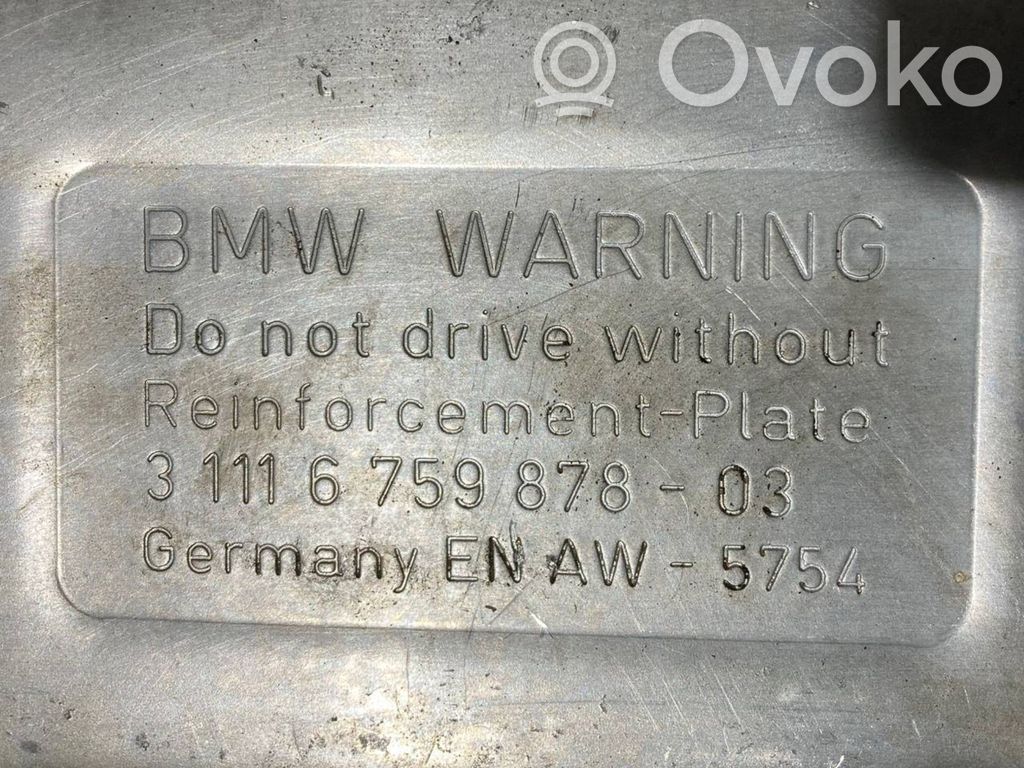 Ovoko
BMW WARNING
Do not drive without
Reinforcement-Plate
3 111 6 759 878 - 03
Germany EN AW - 5754